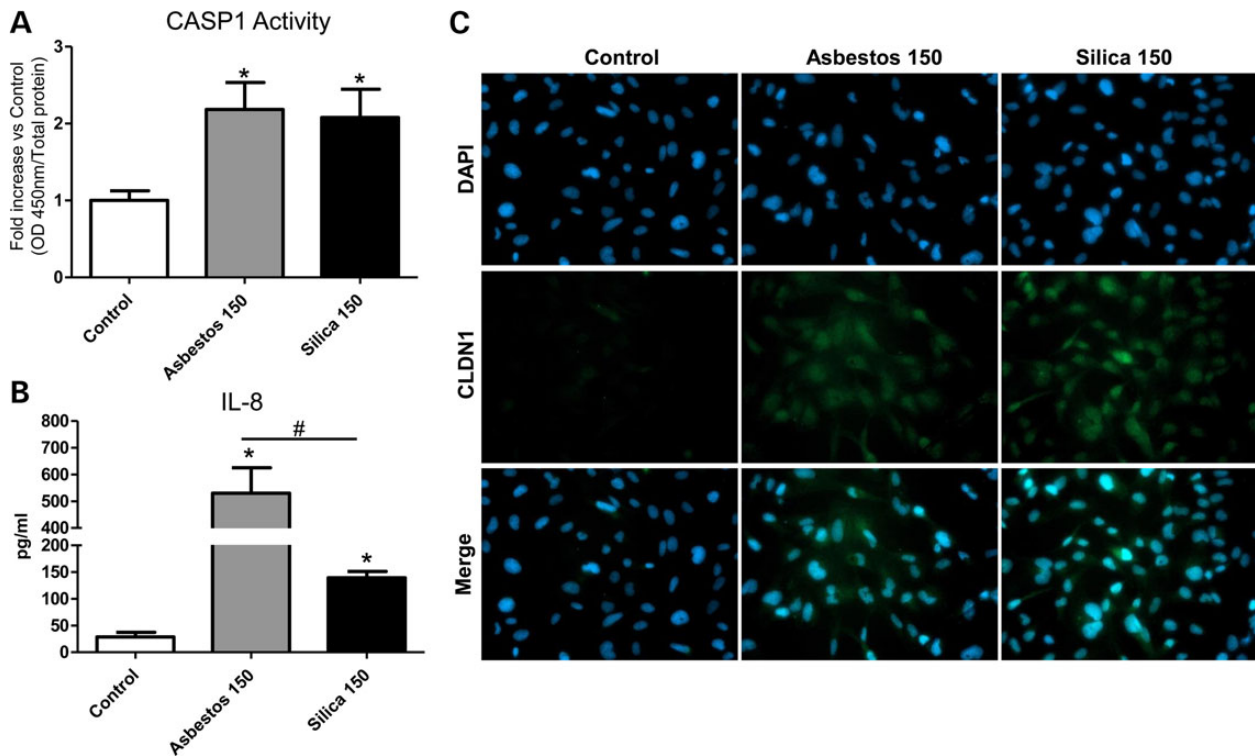 A
CASP1 Activity
Fold increase vs Control
(OD 450nm/Total protein)
3
2
1
0
*
*
Control
Asbestos 150
Silica 150
B
IL-8
pg/ml
800
700
600
500
400
200
150
100
50
0
*
#
*
Control
Asbestos 150
Silica 150
C
Control
Asbestos 150
Silica 150
DAPI
CLDN1
Merge